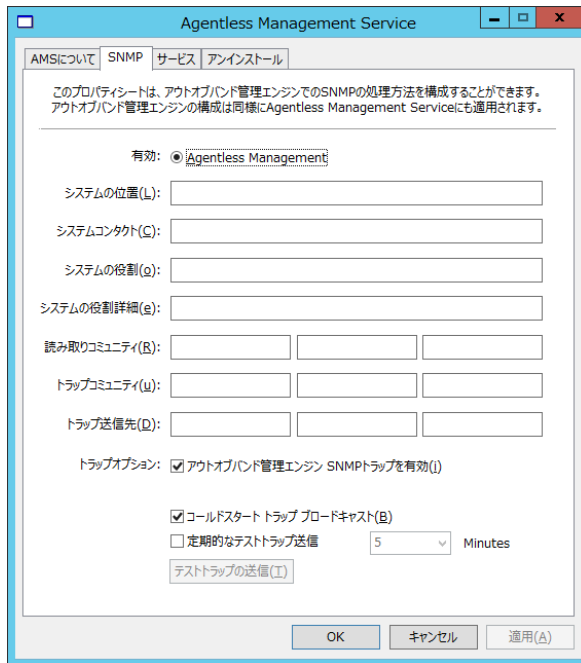 Agentless Management Service
AMSについて SNMP サービス アンインストール
このプロパティシートは、アウトオブバンド管理エンジンでのSNMPの処理方法を構成することができます。
アウトオブバンド管理エンジンの構成は同様にAgentless Management Serviceにも適用されます。
有効: Agentless Management
システムの位置(L):
システムコンタクト(C):
システムの役割(o):
システムの役割詳細(e):
読み取りコミュニティ(R):
トラップコミュニティ(u):
トラップ送信先(D):
トラップオプション: アウトオブバンド管理エンジン SNMPトラップを有効(i)
コールドスタート トラップ ブロードキャスト(B)
定期的なテストトラップ送信 5 Minutes
テストトラップの送信(T)
OK キャンセル 適用(A)